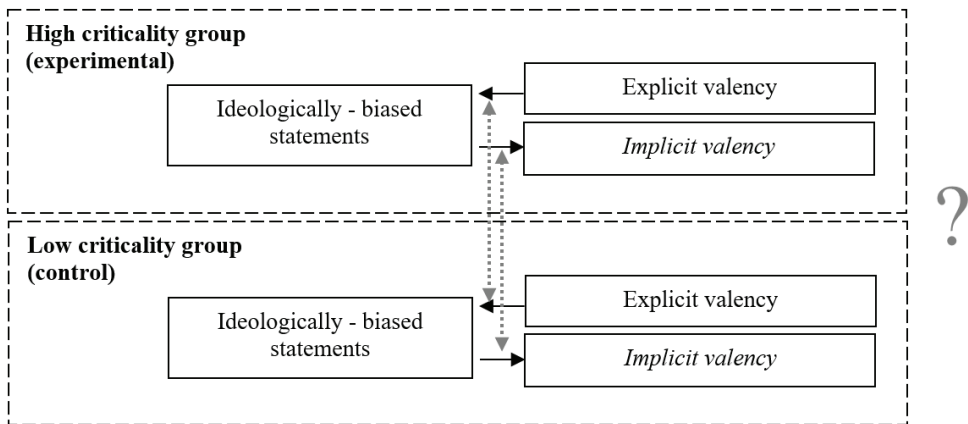 High criticality group
(experimental)
Ideologically - biased
statements
Explicit valency
Implicit valency
?
Low criticality group
(control)
Ideologically - biased
statements
Explicit valency
Implicit valency